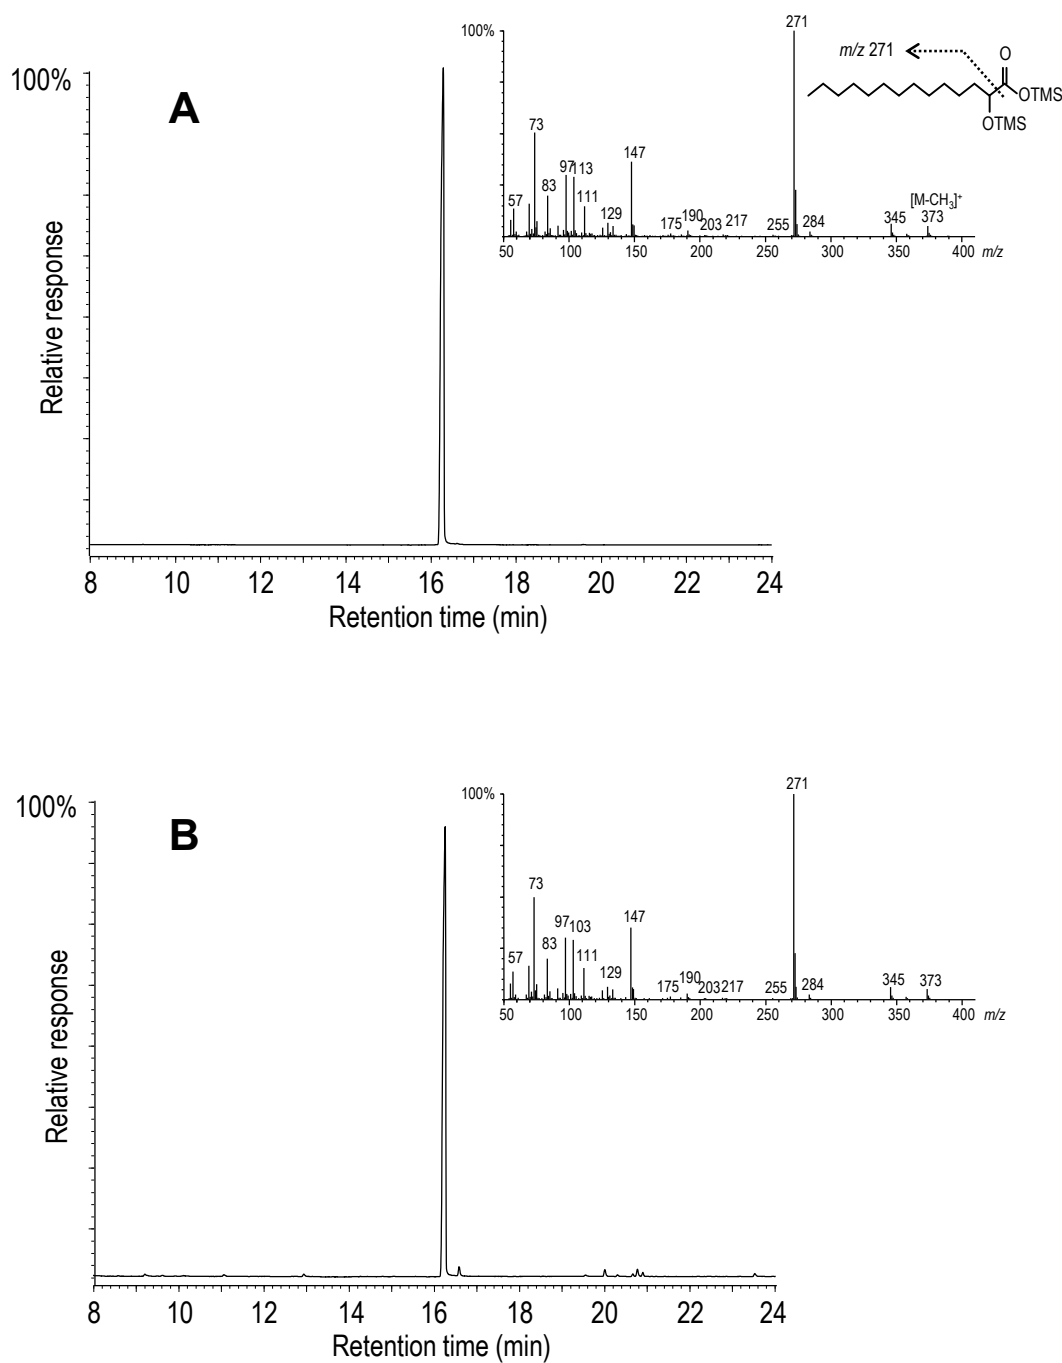 100%
A
Relative response
100%
271
m/z 271
O
OTMS
OTMS
73
97
113
147
83
57
111
129
175
190
203
217
255
284
345
[M-CH3]+
373
50 100 150 200 250 300 350 400 m/z
8 10 12 14 16 18 20 22 24
Retention time (min)
100%
B
Relative response
100%
271
73
97
103
147
83
57
111
129
175
190
203
217
255
284
345
373
50 100 150 200 250 300 350 400 m/z
8 10 12 14 16 18 20 22 24
Retention time (min)